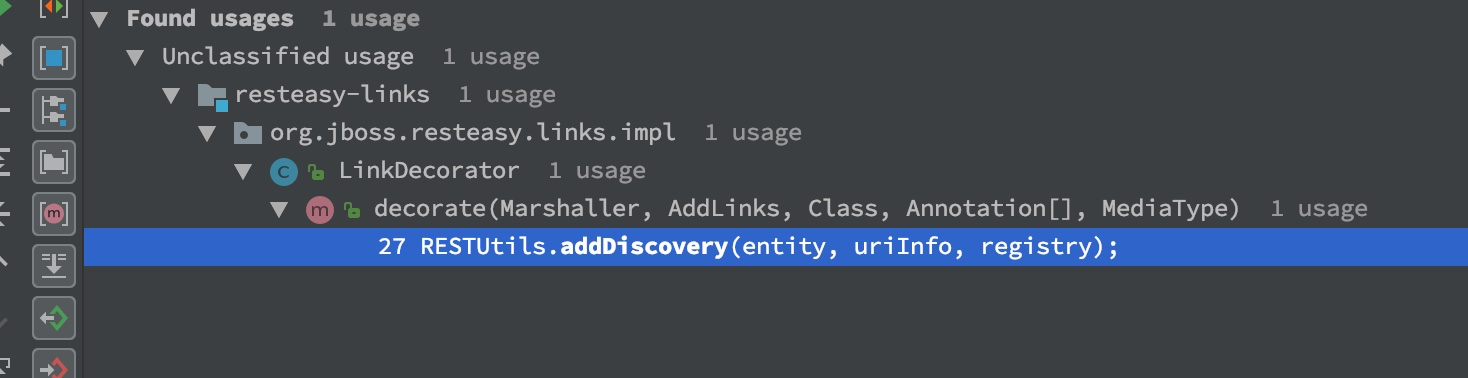 Found usages 1 usage
Unclassified usage 1 usage
resteasy-links 1 usage
org.jboss.resteasy.links.impl 1 usage
C LinkDecorator 1 usage
m decorate(Marshaller, AddLinks, Class, Annotation[], MediaType) 1 usage
27 RESTUtils.addDiscovery(entity, uriInfo, registry);
m